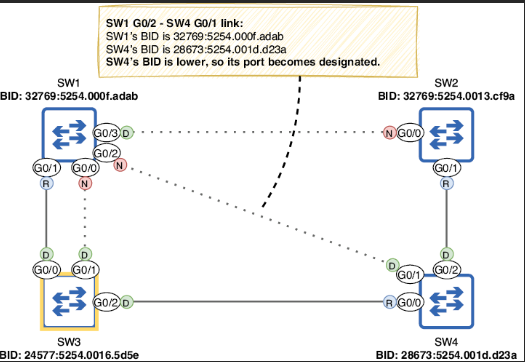 SW1 G0/2 - SW4 G0/1 link:
SW1's BID is 32769:5254.000f.adab
SW4's BID is 28673:5254.001d.d23a
SW4's BID is lower, so its port becomes designated.
SW1
BID: 32769:5254.000f.adab
SW2
BID: 32769:5254.0013.cf9a
G0/3 D
N G0/0
G0/2
N
G0/1
G0/0
R
N
G0/1
R
D
D
G0/0
G0/1
D
G0/1
D
G0/2
G0/2 D
R G0/0
SW3
BID: 24577:5254.0016.5d5e
SW4
BID: 28673:5254.001d.d23a